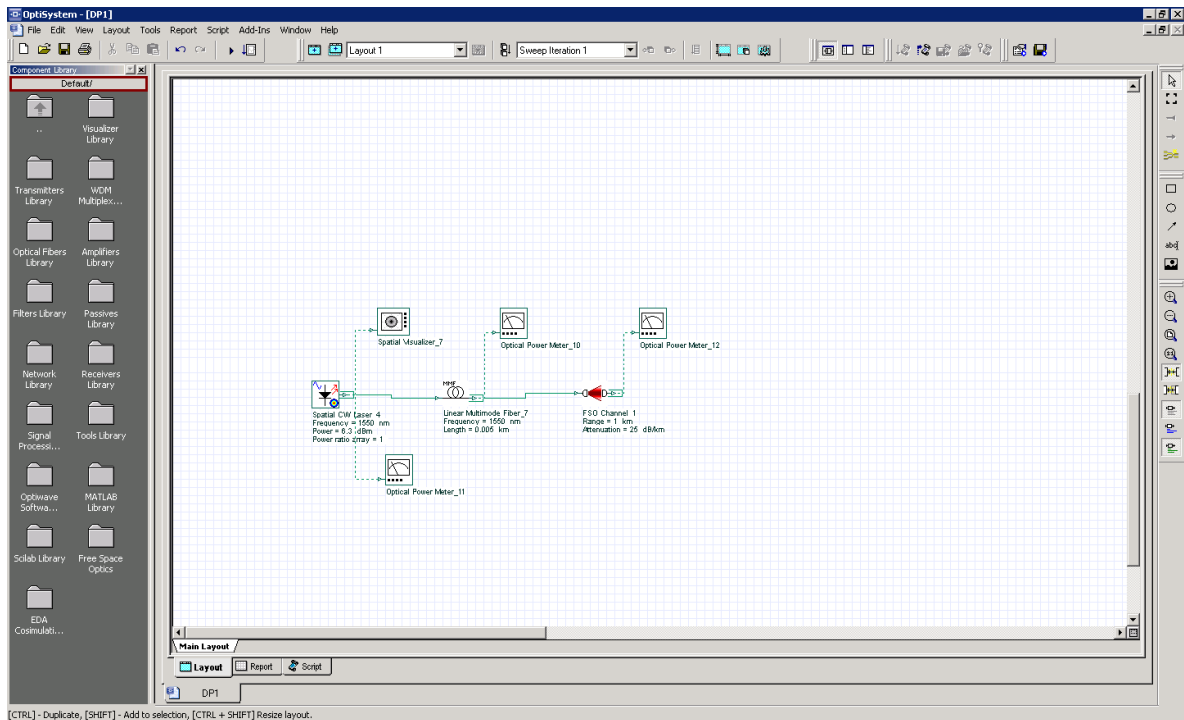 OptiSystem - [DP1]
File Edit View Layout Tools Report Script Add-Ins Window Help
Layout 1
Sweep Iteration 1
Component Library
Default/
..
Visualizer Library
Transmitters Library
WDM Multiplex...
Optical Fibers Library
Amplifiers Library
Filters Library
Passives Library
Network Library
Receivers Library
Signal Processi...
Tools Library
Optiwave Softwa...
MATLAB Library
Scilab Library
Free Space Optics
EDA Cosimulati...
Spatial Visualizer_7
Optical Power Meter_10
Optical Power Meter_12
MMF
Spatial CW Laser_4
Frequency = 1550 nm
Power = 6.3 dBm
Power ratio array = 1
Linear Multimode Fiber_7
Frequency = 1550 nm
Length = 0.005 km
FSO Channel_1
Range = 1 km
Attenuation = 25 dB/km
Optical Power Meter_11
abc
Main Layout
Layout Report Script
DP1
[CTRL] - Duplicate, [SHIFT] - Add to selection, [CTRL + SHIFT] Resize layout.